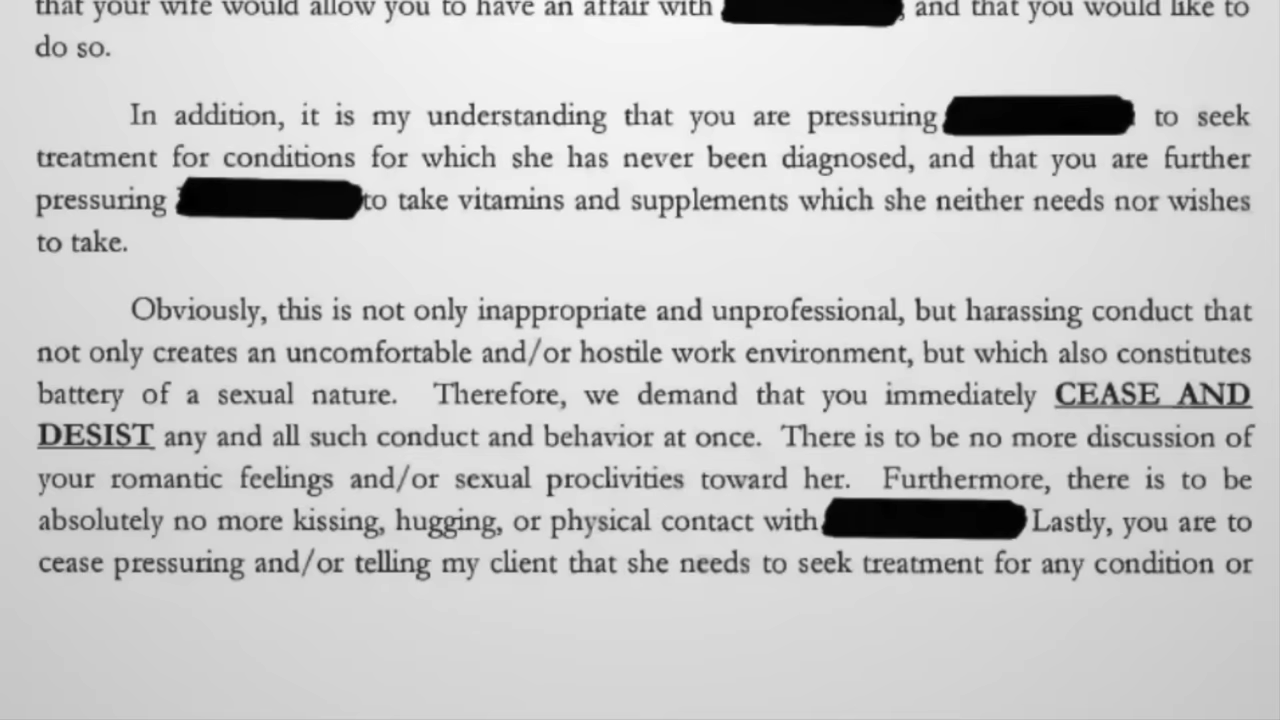 that your wife would allow you to have an affair with , and that you would like to
do so.
In addition, it is my understanding that you are pressuring to seek
treatment for conditions for which she has never been diagnosed, and that you are further
pressuring to take vitamins and supplements which she neither needs nor wishes
to take.
Obviously, this is not only inappropriate and unprofessional, but harassing conduct that
not only creates an uncomfortable and/or hostile work environment, but which also constitutes
battery of a sexual nature. Therefore, we demand that you immediately CEASE AND
DESIST any and all such conduct and behavior at once. There is to be no more discussion of
your romantic feelings and/or sexual proclivities toward her. Furthermore, there is to be
absolutely no more kissing, hugging, or physical contact with Lastly, you are to
cease pressuring and/or telling my client that she needs to seek treatment for any condition or